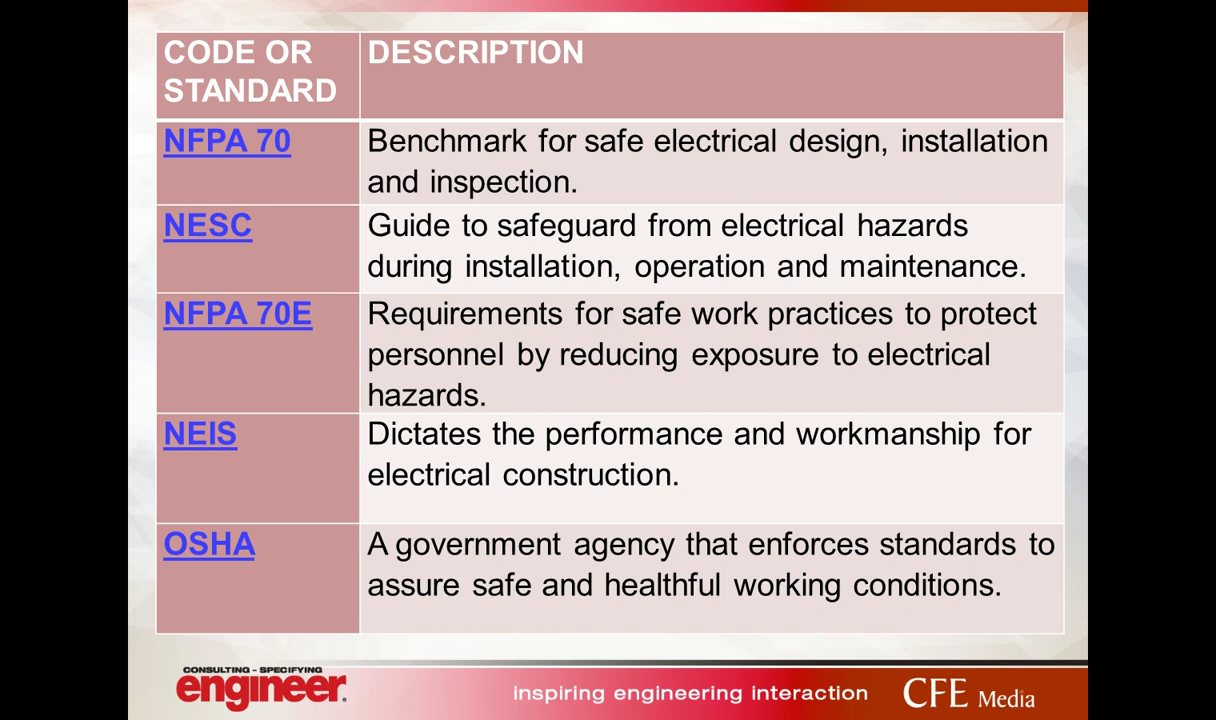 CODE OR
STANDARD
DESCRIPTION
NFPA 70
Benchmark for safe electrical design, installation
and inspection.
NESC
Guide to safeguard from electrical hazards
during installation, operation and maintenance.
NFPA 70E
Requirements for safe work practices to protect
personnel by reducing exposure to electrical
hazards.
NEIS
Dictates the performance and workmanship for
electrical construction.
OSHA
A government agency that enforces standards to
assure safe and healthful working conditions.
CONSULTING - SPECIFYING
engineer.
inspiring engineering interaction
CFE Media